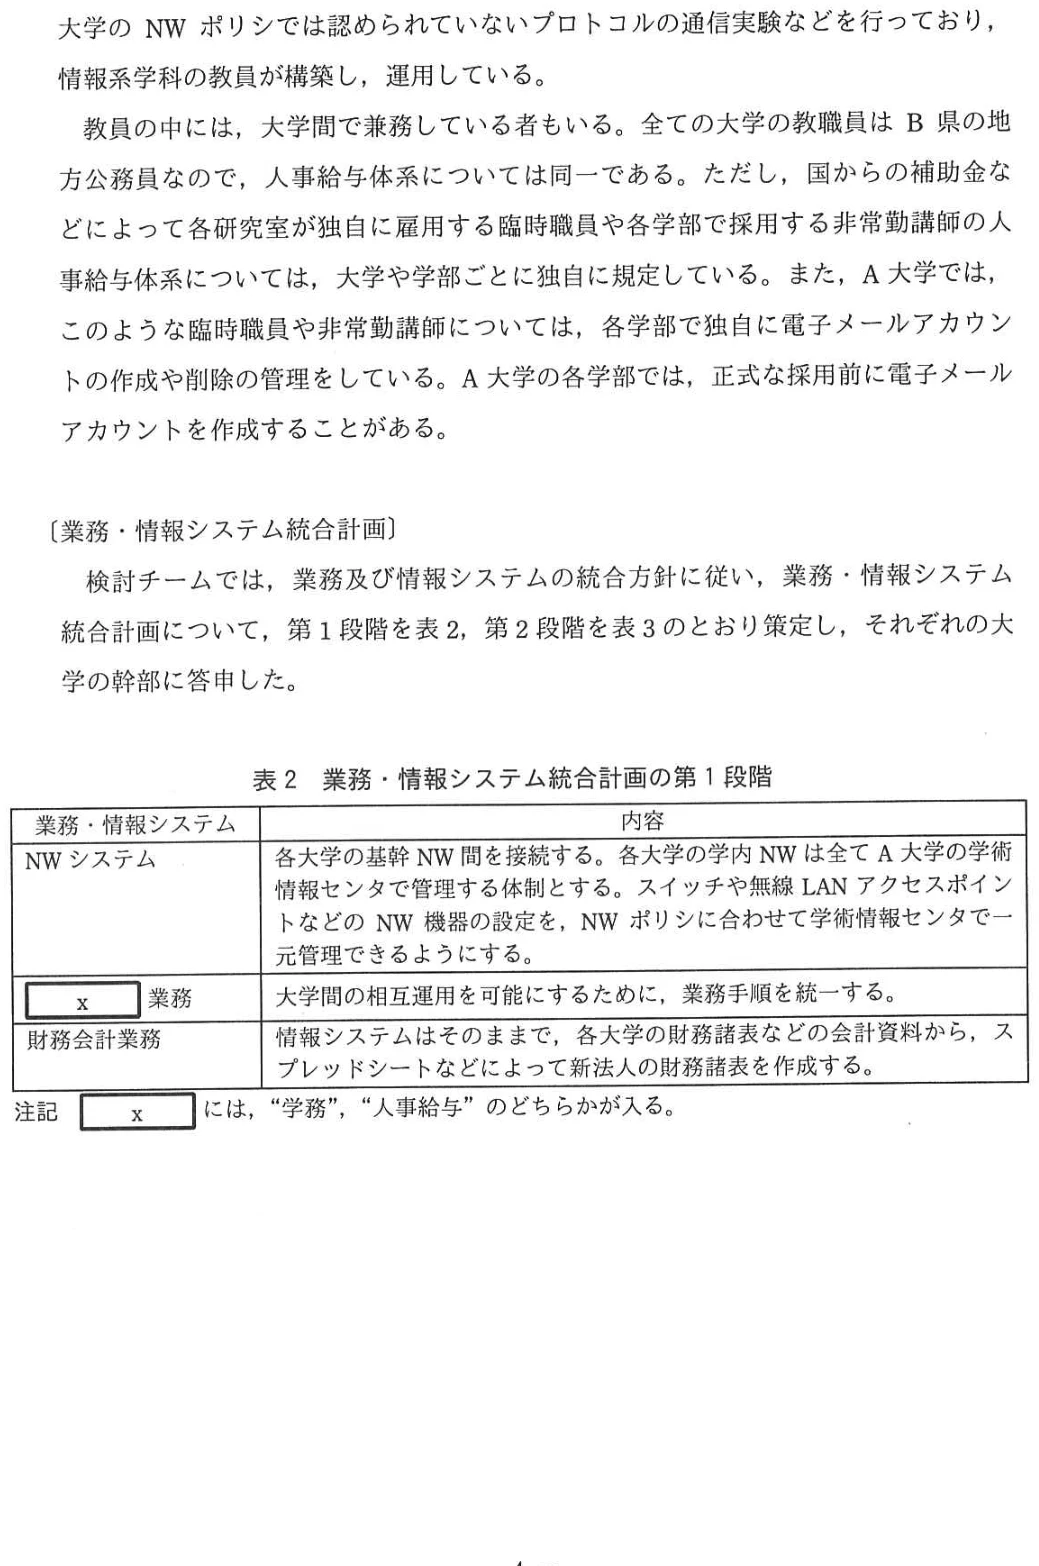 大学の NW ポリシでは認められていないプロトコルの通信実験などを行っており，
情報系学科の教員が構築し，運用している。
教員の中には，大学間で兼務している者もいる。全ての大学の教職員は B 県の地
方公務員なので，人事給与体系については同一である。ただし，国からの補助金な
どによって各研究室が独自に雇用する臨時職員や各学部で採用する非常勤講師の人
事給与体系については，大学や学部ごとに独自に規定している。また，A 大学では，
このような臨時職員や非常勤講師については，各学部で独自に電子メールアカウン
トの作成や削除の管理をしている。A 大学の各学部では，正式な採用前に電子メール
アカウントを作成することがある。
〔業務・情報システム統合計画〕
検討チームでは，業務及び情報システムの統合方針に従い，業務・情報システム
統合計画について，第 1 段階を表 2，第 2 段階を表 3 のとおり策定し，それぞれの大
学の幹部に答申した。
表 2　業務・情報システム統合計画の第 1 段階
業務・情報システム　内容
NW システム　各大学の基幹 NW 間を接続する。各大学の学内 NW は全て A 大学の学術
情報センタで管理する体制とする。スイッチや無線 LAN アクセスポイン
トなどの NW 機器の設定を，NW ポリシに合わせて学術情報センタで一
元管理できるようにする。
x 業務　大学間の相互運用を可能にするために，業務手順を統一する。
財務会計業務　情報システムはそのままで，各大学の財務諸表などの会計資料から，ス
プレッドシートなどによって新法人の財務諸表を作成する。
注記　x には，“学務”，“人事給与” のどちらかが入る。